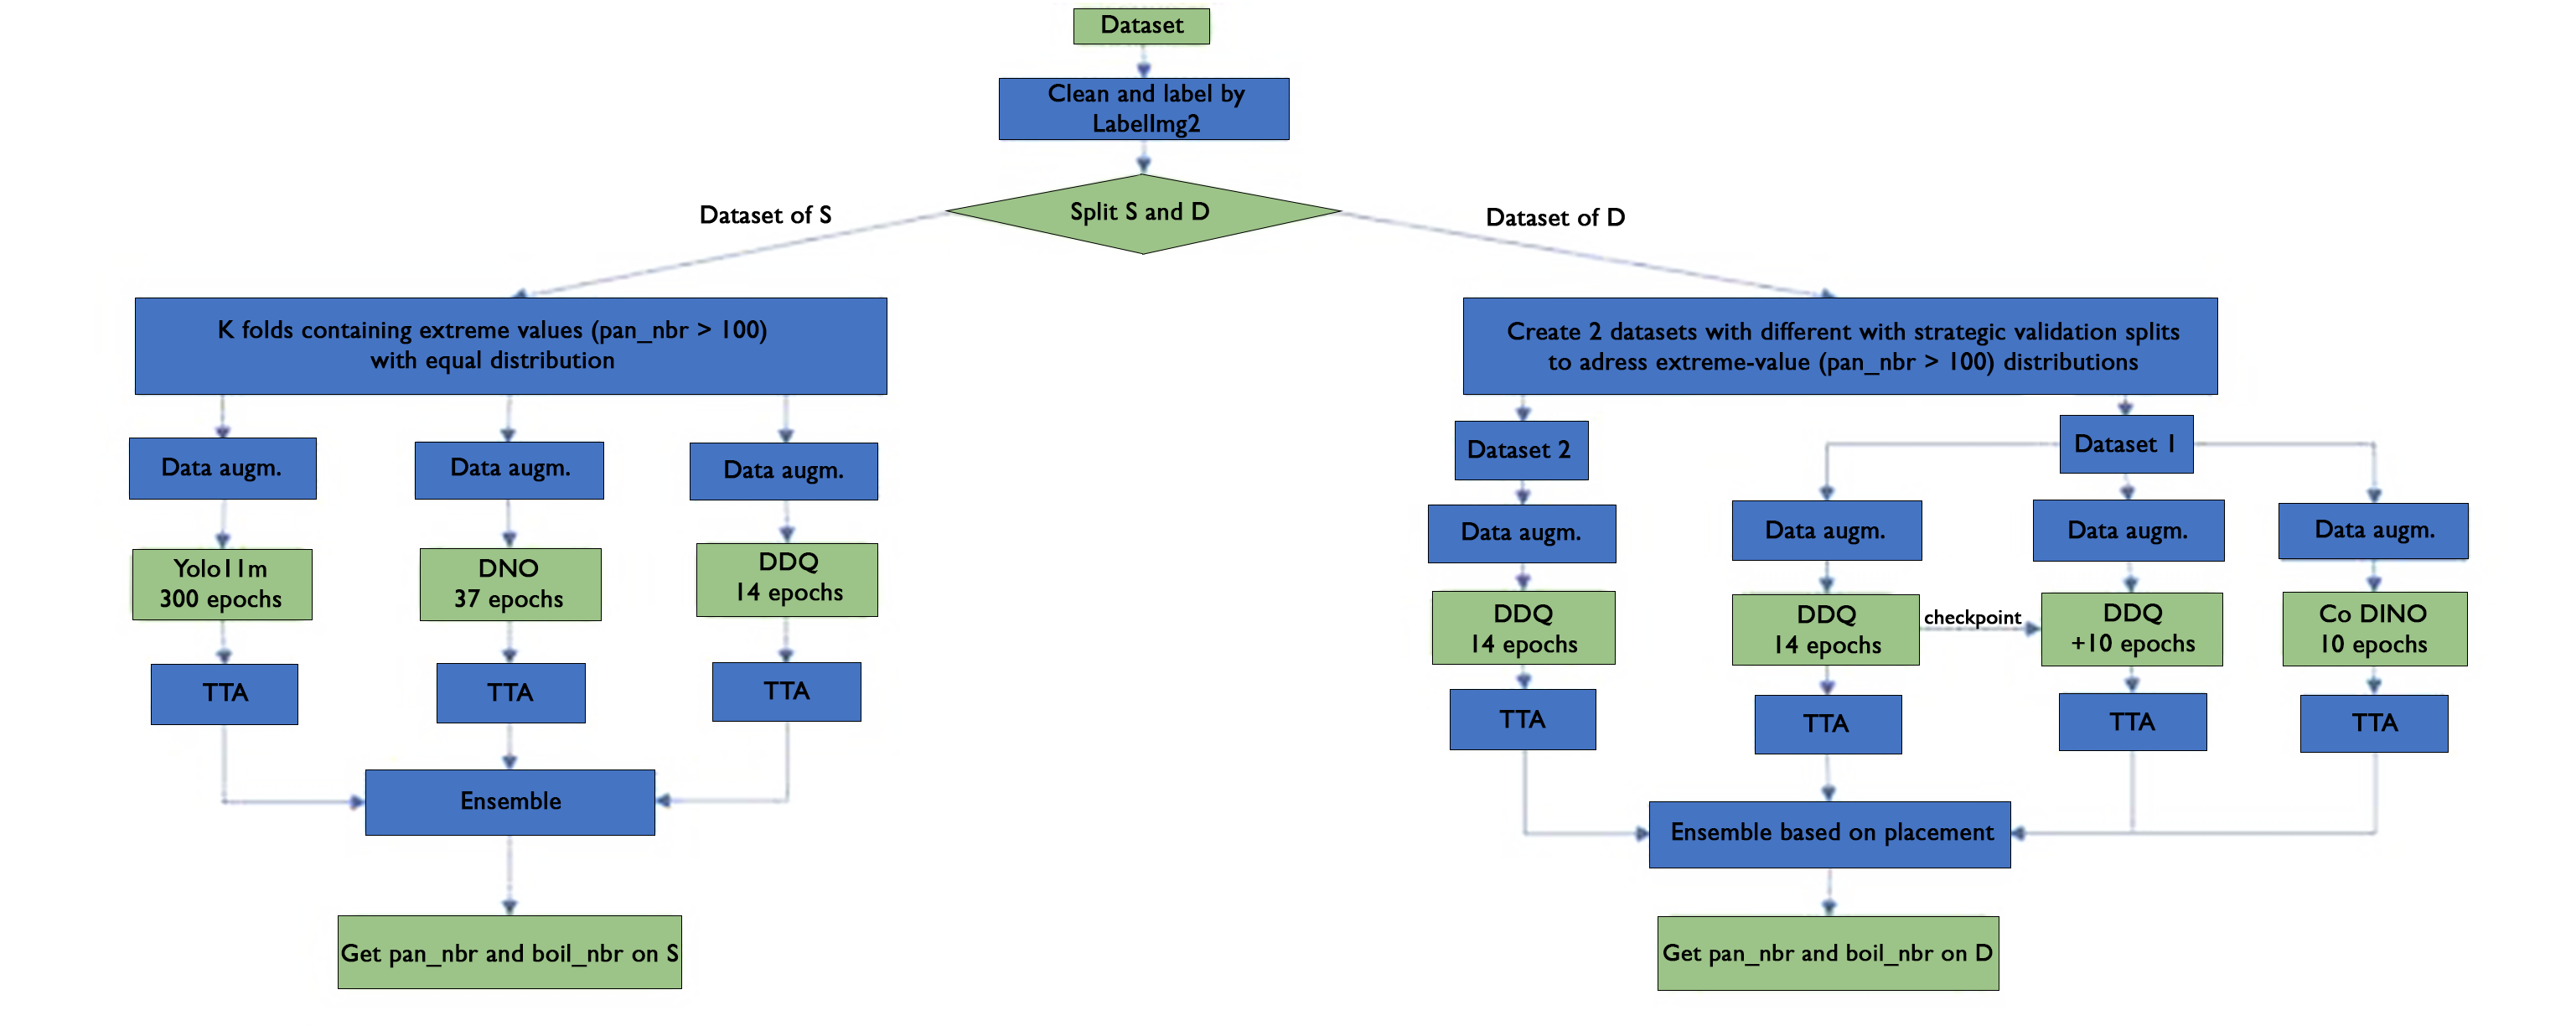 Dataset
Clean and label by
LabelImg2
Split S and D
Dataset of S
Dataset of D
K folds containing extreme values (pan_nbr > 100)
with equal distribution
Data augm.
Data augm.
Data augm.
Yolo11m
300 epochs
DNO
37 epochs
DDQ
14 epochs
TTA
TTA
TTA
Ensemble
Get pan_nbr and boil_nbr on S
Create 2 datasets with different with strategic validation splits
to adress extreme-value (pan_nbr > 100) distributions
Dataset 2
Dataset 1
Data augm.
Data augm.
Data augm.
Data augm.
DDQ
14 epochs
DDQ
14 epochs
checkpoint
DDQ
+10 epochs
Co DINO
10 epochs
TTA
TTA
TTA
TTA
Ensemble based on placement
Get pan_nbr and boil_nbr on D